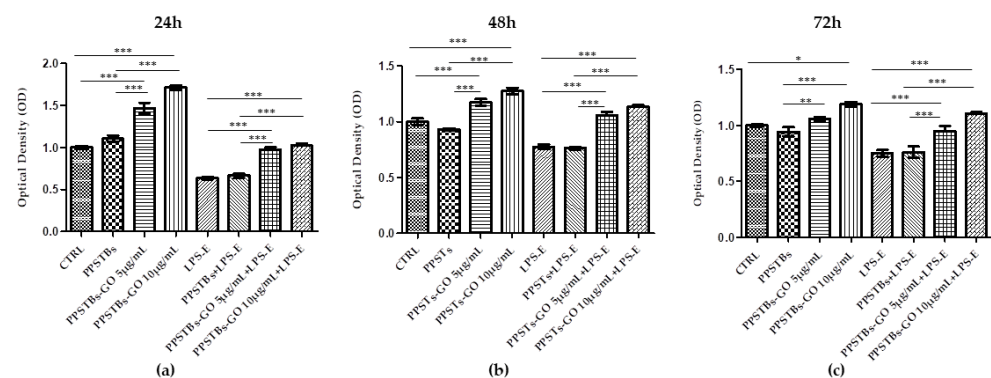 24h
Optical Density (OD)
2.0
1.5
1.0
0.5
0.0
***
***
***
***
***
***
***
***
CTRL
PPSTBs
PPSTBs-GO 5µg/mL
PPSTBs-GO 10µg/mL
LPS-E
PPSTBs+LPS-E
PPSTBs-GO 5µg/mL+LPS-E
PPSTBs-GO 10µg/mL+LPS-E
(a)
48h
Optical Density (OD)
1.5
1.0
0.5
0.0
***
***
***
***
***
***
***
***
CTRL
PPSTs
PPSTs-GO 5µg/mL
PPSTs-GO 10µg/mL
LPS-E
PPSTs+LPS-E
PPSTs-GO 5µg/mL+LPS-E
PPSTs-GO 10µg/mL+LPS-E
(b)
72h
Optical Density (OD)
1.5
1.0
0.5
0.0
*
***
**
***
***
***
***
CTRL
PPSTBs
PPSTBs-GO 5µg/mL
PPSTBs-GO 10µg/mL
LPS-E
PPSTBs+LPS-E
PPSTBs-GO 5µg/mL+LPS-E
PPSTBs-GO 10µg/mL+LPS-E
(c)